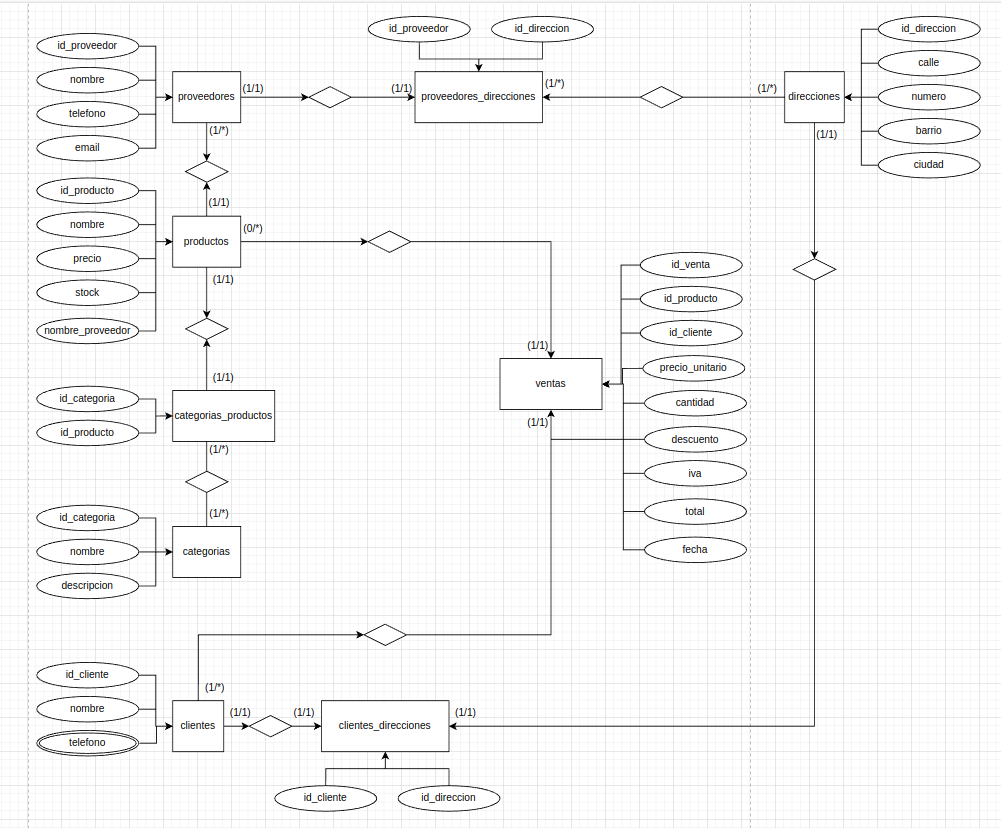 id_proveedor
id_direccion
id_proveedor
nombre
telefono
email
proveedores
(1/1)
(1/1)
proveedores_direcciones
(1/*)
(1/*)
direcciones
id_direccion
calle
numero
barrio
ciudad
(1/*)
(1/1)
(1/1)
id_producto
nombre
precio
stock
nombre_proveedor
productos
(0/*)
(1/1)
id_venta
id_producto
id_cliente
precio_unitario
cantidad
descuento
iva
total
fecha
(1/1)
ventas
(1/1)
(1/1)
id_categoria
id_producto
categorias_productos
(1/*)
(1/*)
id_categoria
nombre
descripcion
categorias
id_cliente
nombre
telefono
(1/*)
clientes
(1/1)
(1/1)
clientes_direcciones
(1/1)
id_cliente
id_direccion